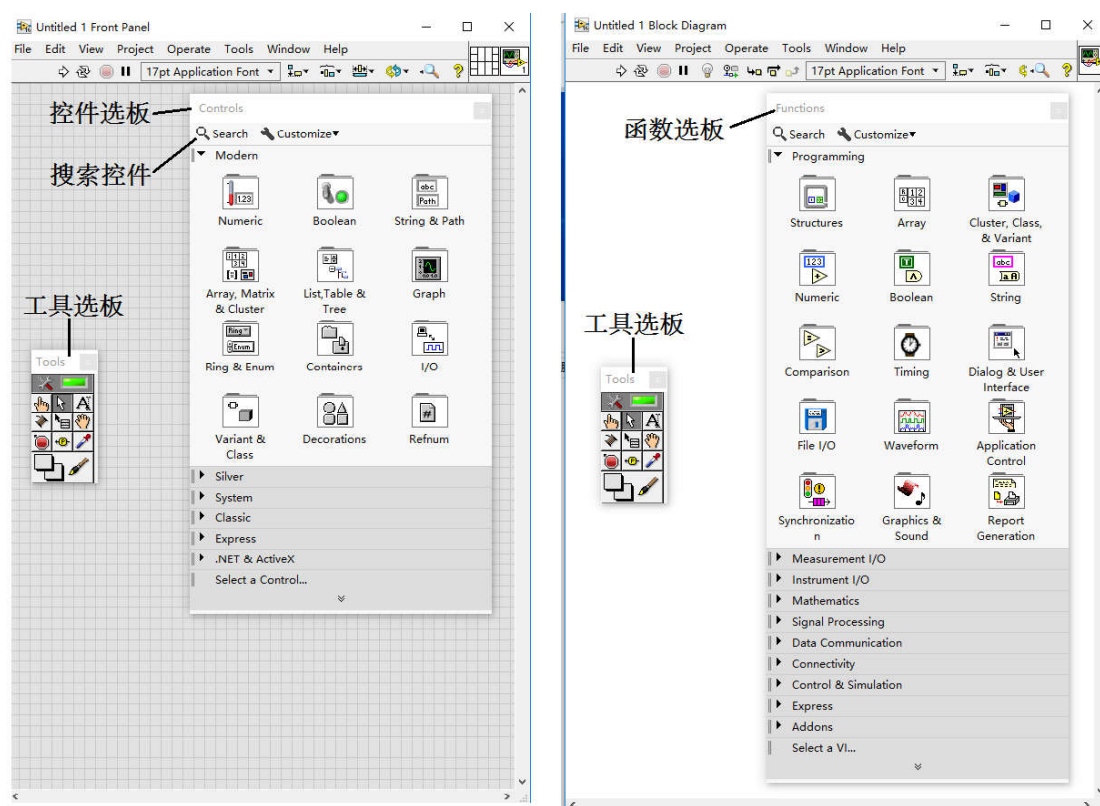 Untitled 1 Front Panel
File Edit View Project Operate Tools Window Help
17pt Application Font
1
控件选板
Controls
Search Customize
搜索控件
Modern
Numeric Boolean String & Path
Array, Matrix & Cluster
List, Table & Tree
Graph
工具选板
Tools
Ring & Enum Containers I/O
Variant & Class
Decorations
Refnum
Silver
System
Classic
Express
.NET & ActiveX
Select a Control...
Untitled 1 Block Diagram
File Edit View Project Operate Tools Window Help
17pt Application Font
函数选板
Functions
Search Customize
Programming
Structures Array Cluster, Class, & Variant
Numeric Boolean String
工具选板
Tools
Comparison Timing Dialog & User Interface
File I/O Waveform Application Control
Synchronization
Graphics & Sound
Report Generation
Measurement I/O
Instrument I/O
Mathematics
Signal Processing
Data Communication
Connectivity
Control & Simulation
Express
Addons
Select a VI...